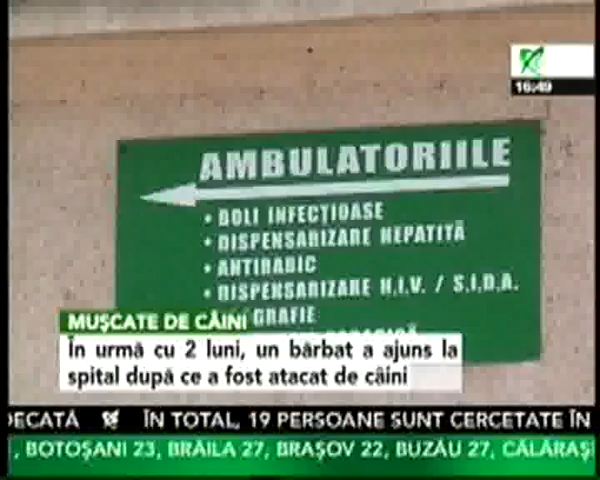 16:49
AMBULATORIILE
• BOLI INFECȚIOASE
• DISPENSARIZARE HEPATITĂ
• ANTIRABIC
• DISPENSARIZARE H.I.V. / S.I.D.A.
GRAFIE
MUȘCATE DE CÂINI
În urmă cu 2 luni, un bărbat a ajuns la
spital după ce a fost atacat de câini
DECATĂ ÎN TOTAL, 19 PERSOANE SUNT CERCETATE ÎN
, BOTOȘANI 23, BRĂILA 27, BRAȘOV 22, BUZĂU 27, CĂLĂRAȘI